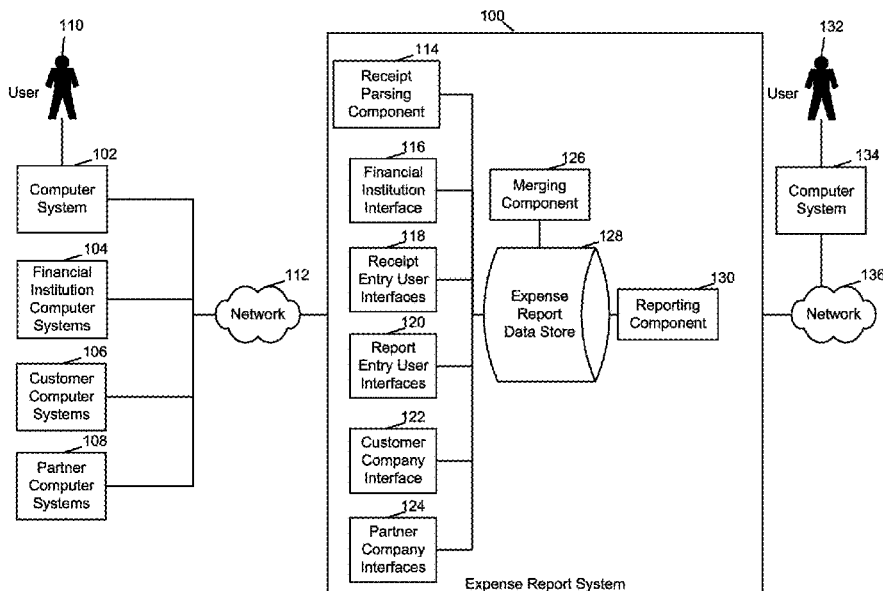 110
User
102
Computer
System
104
Financial
Institution
Computer
Systems
106
Customer
Computer
Systems
108
Partner
Computer
Systems
112
Network
100
114
Receipt
Parsing
Component
116
Financial
Institution
Interface
118
Receipt
Entry User
Interfaces
120
Report
Entry User
Interfaces
122
Customer
Company
Interface
124
Partner
Company
Interfaces
126
Merging
Component
128
Expense
Report
Data Store
130
Reporting
Component
Expense Report System
132
User
134
Computer
System
136
Network